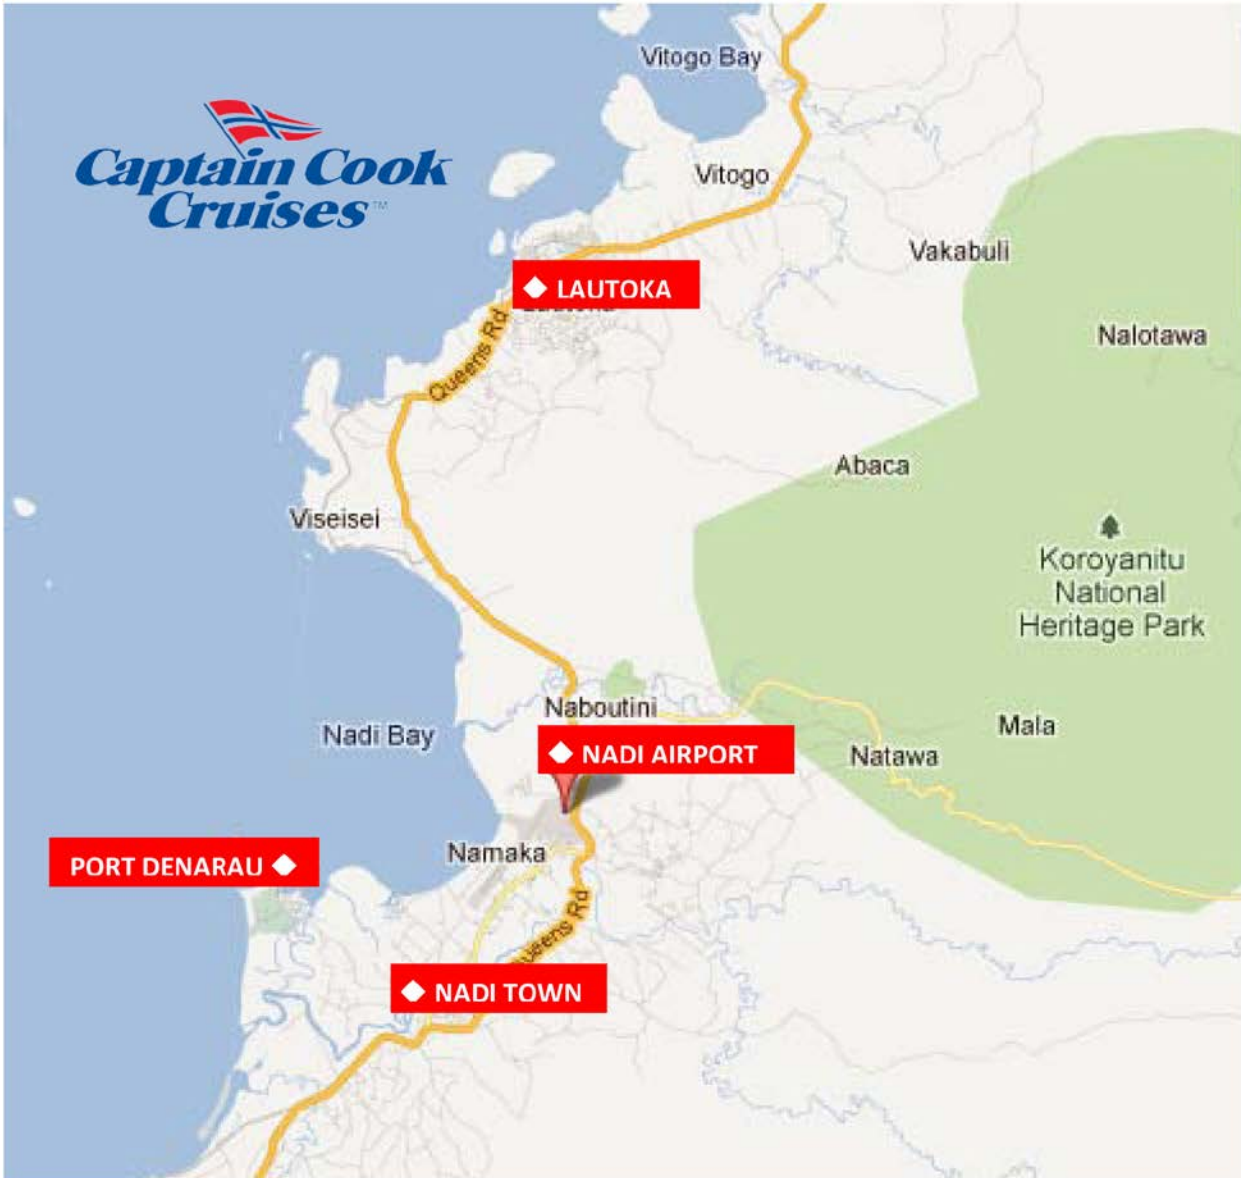 Vitogo Bay
Captain Cook
Cruises™
Vitogo
Vakabuli
LAUTOKA
Queens Rd
Nalotawa
Abaca
Viseisei
Koroyanitu
National
Heritage Park
Naboutini
Mala
Nadi Bay
NADI AIRPORT
Natawa
Namaka
PORT DENARAU
Queens Rd
NADI TOWN